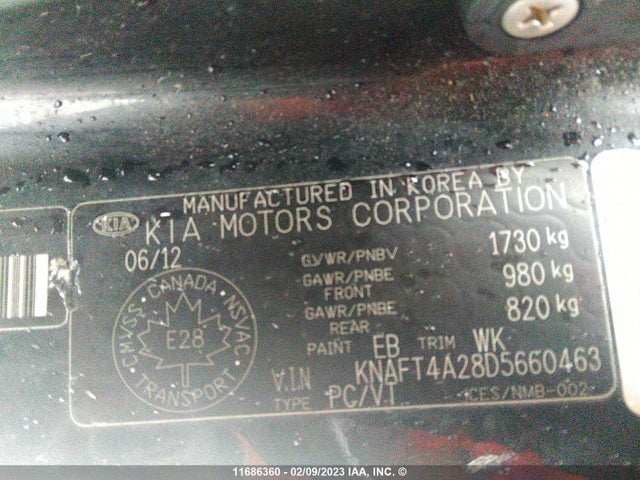 MANUFACTURED IN KOREA BY
KIA KIA MOTORS CORPORATION
06/12
GVWR/PNBV 1730 kg
GAWR/PNBE FRONT 980 kg
GAWR/PNBE REAR 820 kg
PAINT EB TRIM WK
KNAFT4A28D5660463
TYPE PC/VT ICES/NMB-002
CMVSS CANADA NSVAC
E28
TRANSPORT
11686360 - 02/09/2023 IAA, INC. ©